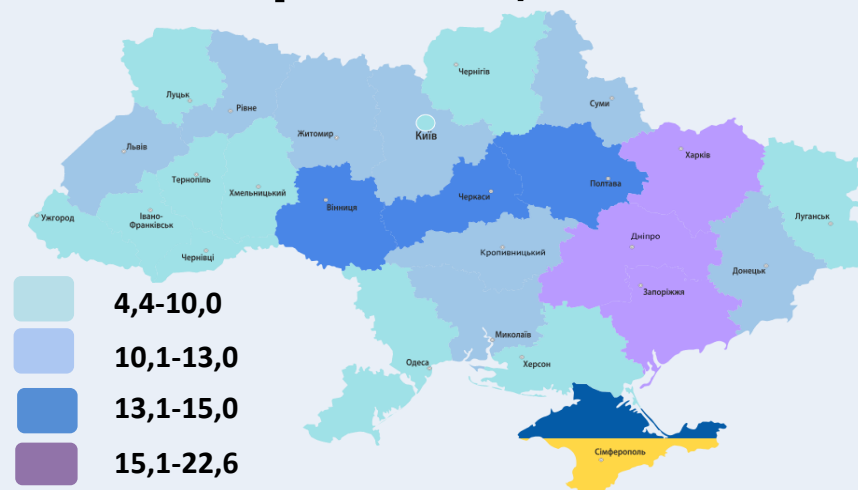 Чернігів
Луцьк
Суми
Рівне
Житомир
Київ
Львів
Харків
Тернопіль
Хмельницький
Полтава
Черкаси
Вінниця
Ужгород
Івано-
Франківськ
Луганськ
Дніпро
Кропивницький
Чернівці
Донецьк
Запоріжжя
4,4-10,0
Миколаїв
10,1-13,0
Одеса
Херсон
13,1-15,0
Сімферополь
15,1-22,6